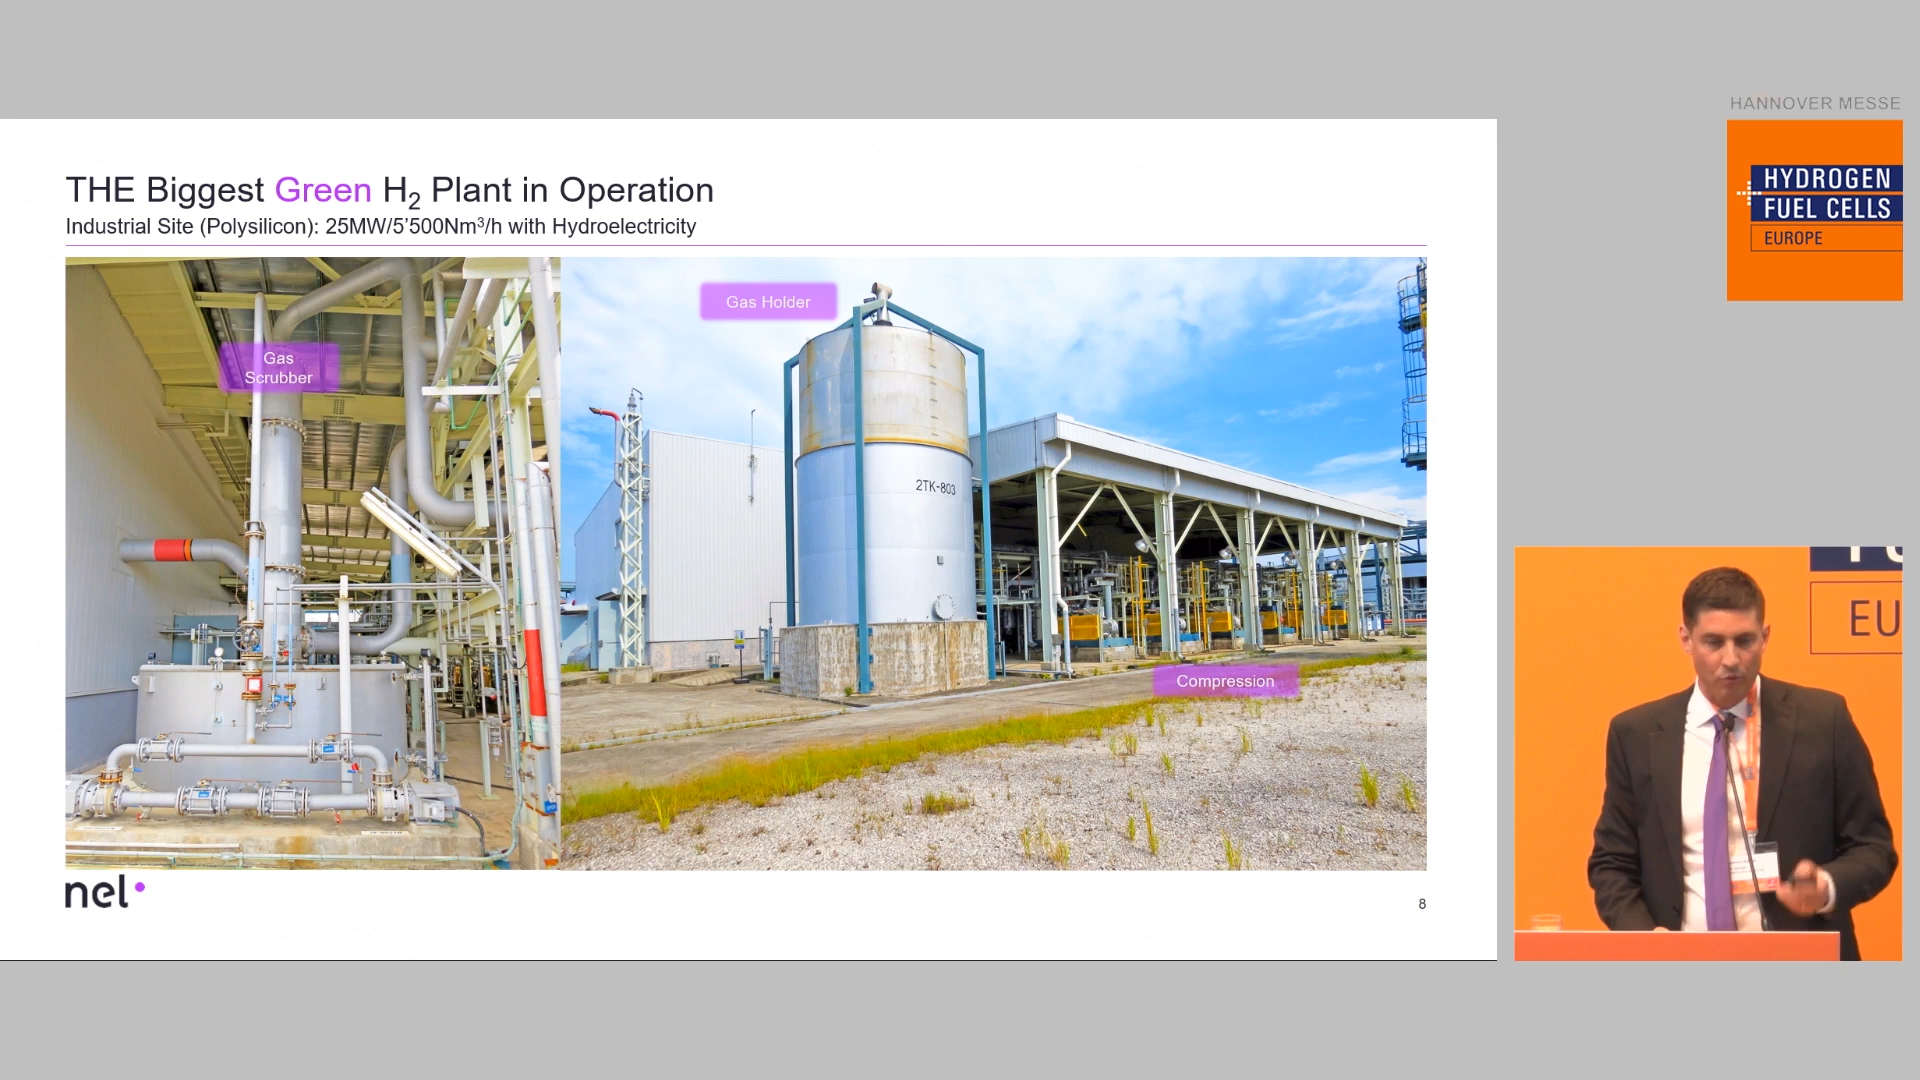 HANNOVER MESSE
HYDROGEN
FUEL CELLS
EUROPE
THE Biggest Green H₂ Plant in Operation
Industrial Site (Polysilicon): 25MW/5'500Nm³/h with Hydroelectricity
Gas
Scrubber
Gas Holder
2TK-803
Compression
nel
8
EU